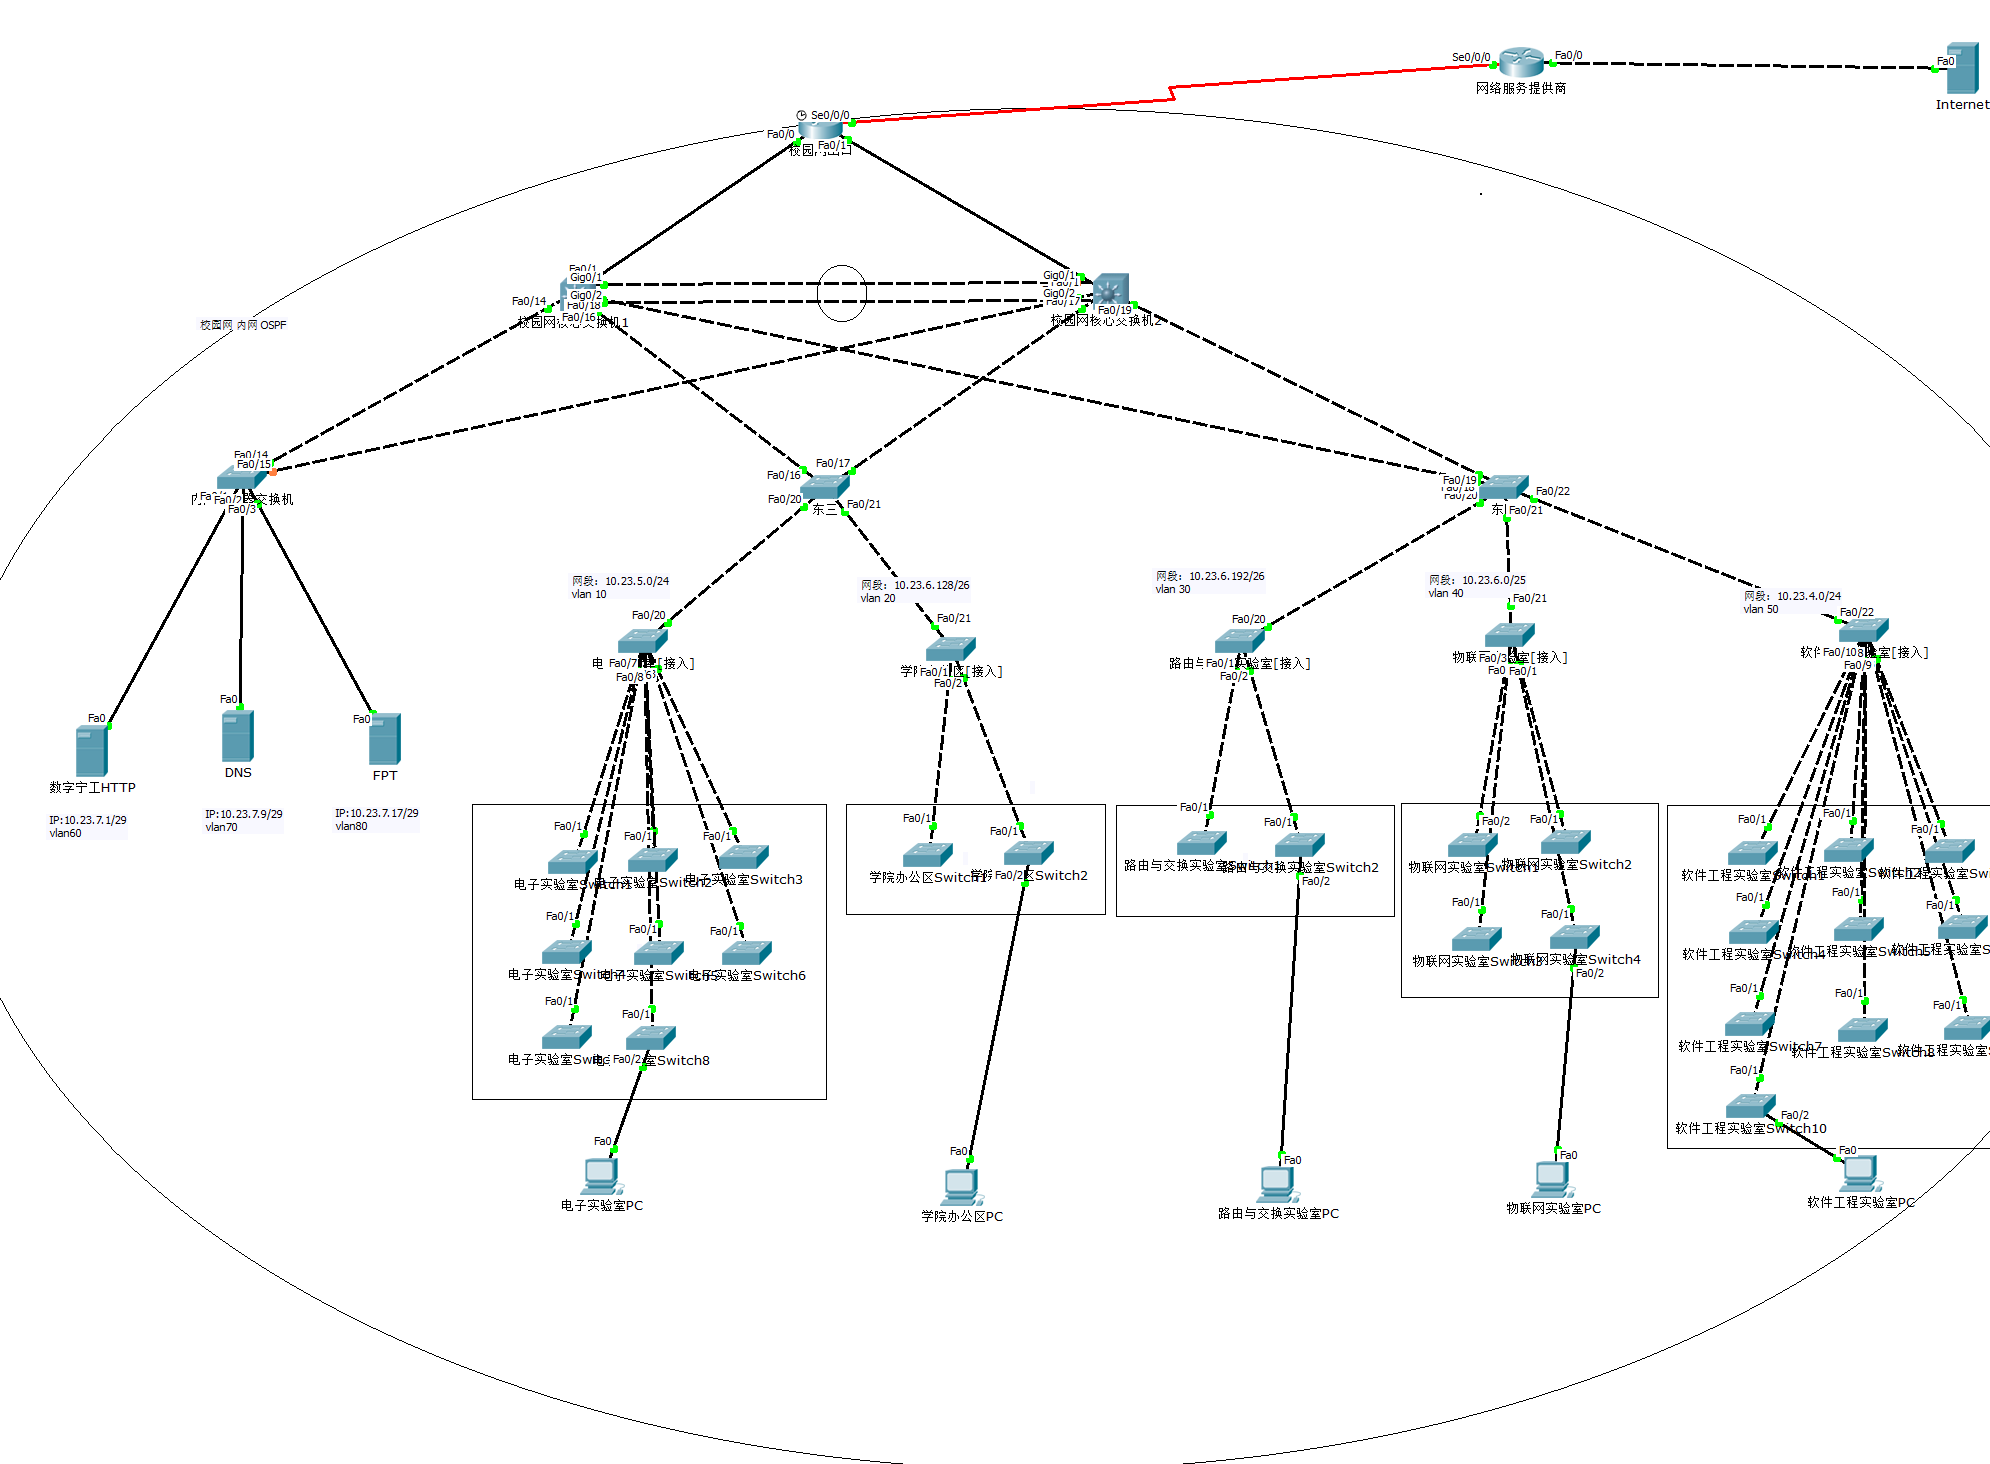 Se0/0/0
Fa0/0
Fa0
网络服务提供商
Internet
Se0/0/0
Fa0/0
Fa0/1
Fa0/1
Gig0/1
Gig0/2
Fa0/18
Fa0/16
Fa0/14
校园网核心交换机1
Gig0/1
Fa0/1
Gig0/2
Fa0/17
Fa0/19
校园网核心交换机2
校园网 内网 OSPF
Fa0/14
Fa0/15
Fa0/2
Fa0/3
交换机
Fa0/17
Fa0/16
Fa0/20
Fa0/21
东三
Fa0/19
Fa0/18
Fa0/20
Fa0/22
Fa0/21
东
网段：10.23.5.0/24
vlan 10
网段：10.23.6.128/26
vlan 20
网段：10.23.6.192/26
vlan 30
网段：10.23.6.0/25
vlan 40
网段：10.23.4.0/24
vlan 50
Fa0/20
Fa0/7
[接入]
Fa0/8
Fa0/21
Fa0/1
区[接入]
Fa0/2
Fa0/20
路由与
Fa0/1
实验室[接入]
Fa0/2
Fa0/21
物联
Fa0/3
室[接入]
Fa0/1
Fa0/22
软件
Fa0/10
验室[接入]
Fa0/9
Fa0
Fa0
Fa0
数字宁工HTTP
DNS
FPT
IP:10.23.7.1/29
vlan60
IP:10.23.7.9/29
vlan70
IP:10.23.7.17/29
vlan80
Fa0/1
Fa0/1
Fa0/1
电子实验室Switch1
电子实验室Switch2
电子实验室Switch3
Fa0/1
Fa0/1
Fa0/1
电子实验室Switch4
电子实验室Switch5
电子实验室Switch6
Fa0/1
Fa0/1
电子实验室Swi
Fa0/2
室Switch8
Fa0
电子实验室PC
Fa0/1
Fa0/1
学院办公区Switch1
学院
Fa0/2
区Switch2
Fa0
学院办公区PC
Fa0/1
Fa0/1
路由与交换实验室
路由与交换实验室Switch2
Fa0/2
Fa0
路由与交换实验室PC
Fa0/2
Fa0/1
物联网实验室Switch1
物联网实验室Switch2
Fa0/1
Fa0/1
物联网实验室Switch3
物联网实验室Switch4
Fa0/2
Fa0
物联网实验室PC
Fa0/1
Fa0/1
Fa0/1
软件工程实验室Switch1
软件工程实验室Switch2
软件工程实验室Swi
Fa0/1
Fa0/1
软件工程实验室Switch4
软件工程实验室Switch5
软件工程实验室S
Fa0/1
Fa0/1
Fa0/1
软件工程实验室Switch7
软件工程实验室Switch8
软件工程实验室S
Fa0/1
Fa0/2
软件工程实验室Switch10
Fa0
软件工程实验室PC